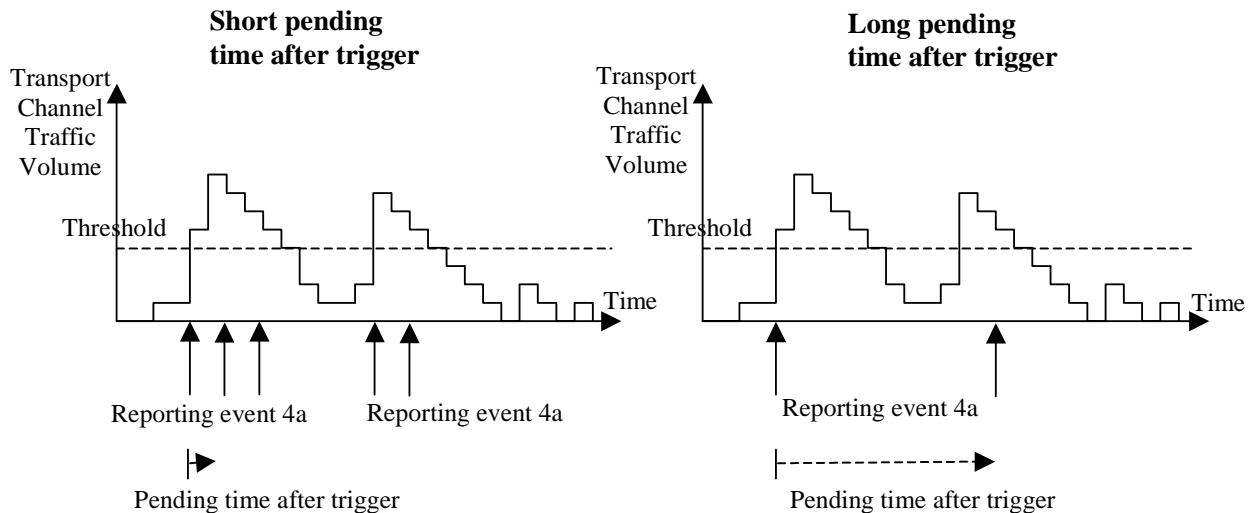 Short pending
time after trigger
Transport
Channel
Traffic
Volume
Threshold
Time
Reporting event 4a
Reporting event 4a
Pending time after trigger
Long pending
time after trigger
Transport
Channel
Traffic
Volume
Threshold
Time
Reporting event 4a
Pending time after trigger